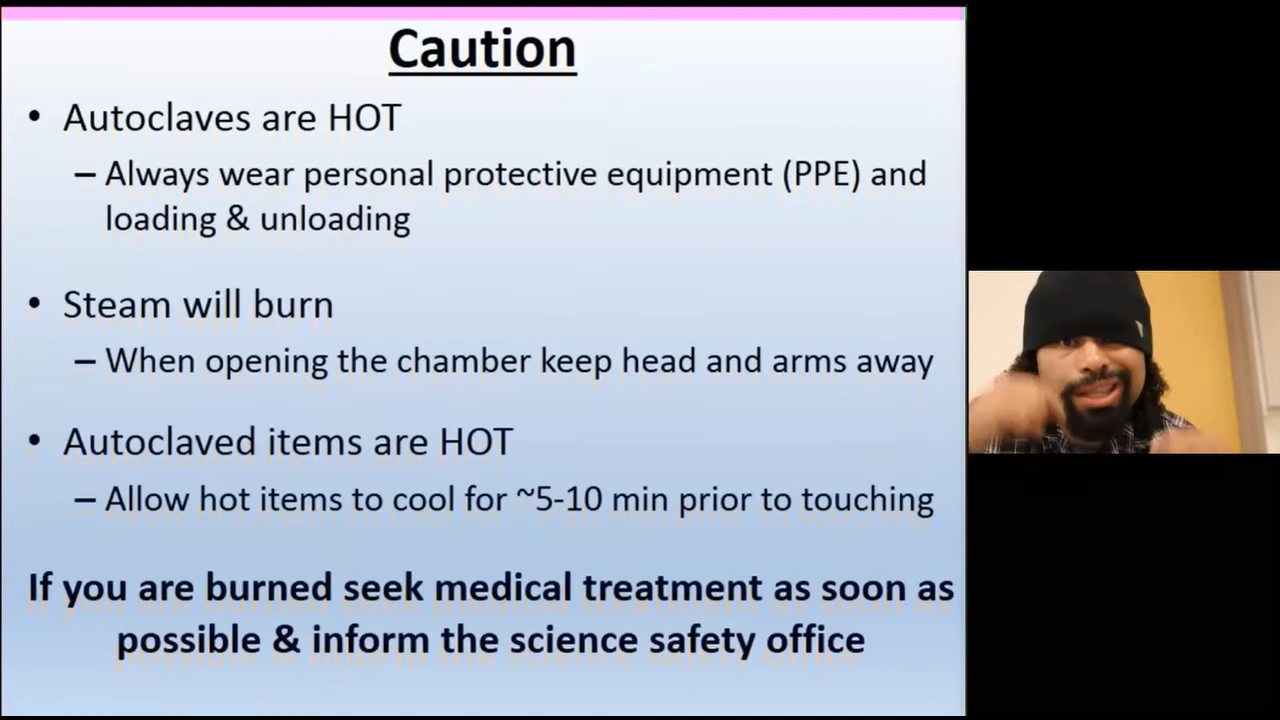 Caution
• Autoclaves are HOT
– Always wear personal protective equipment (PPE) and
loading & unloading
• Steam will burn
– When opening the chamber keep head and arms away
• Autoclaved items are HOT
– Allow hot items to cool for ~5-10 min prior to touching
If you are burned seek medical treatment as soon as
possible & inform the science safety office